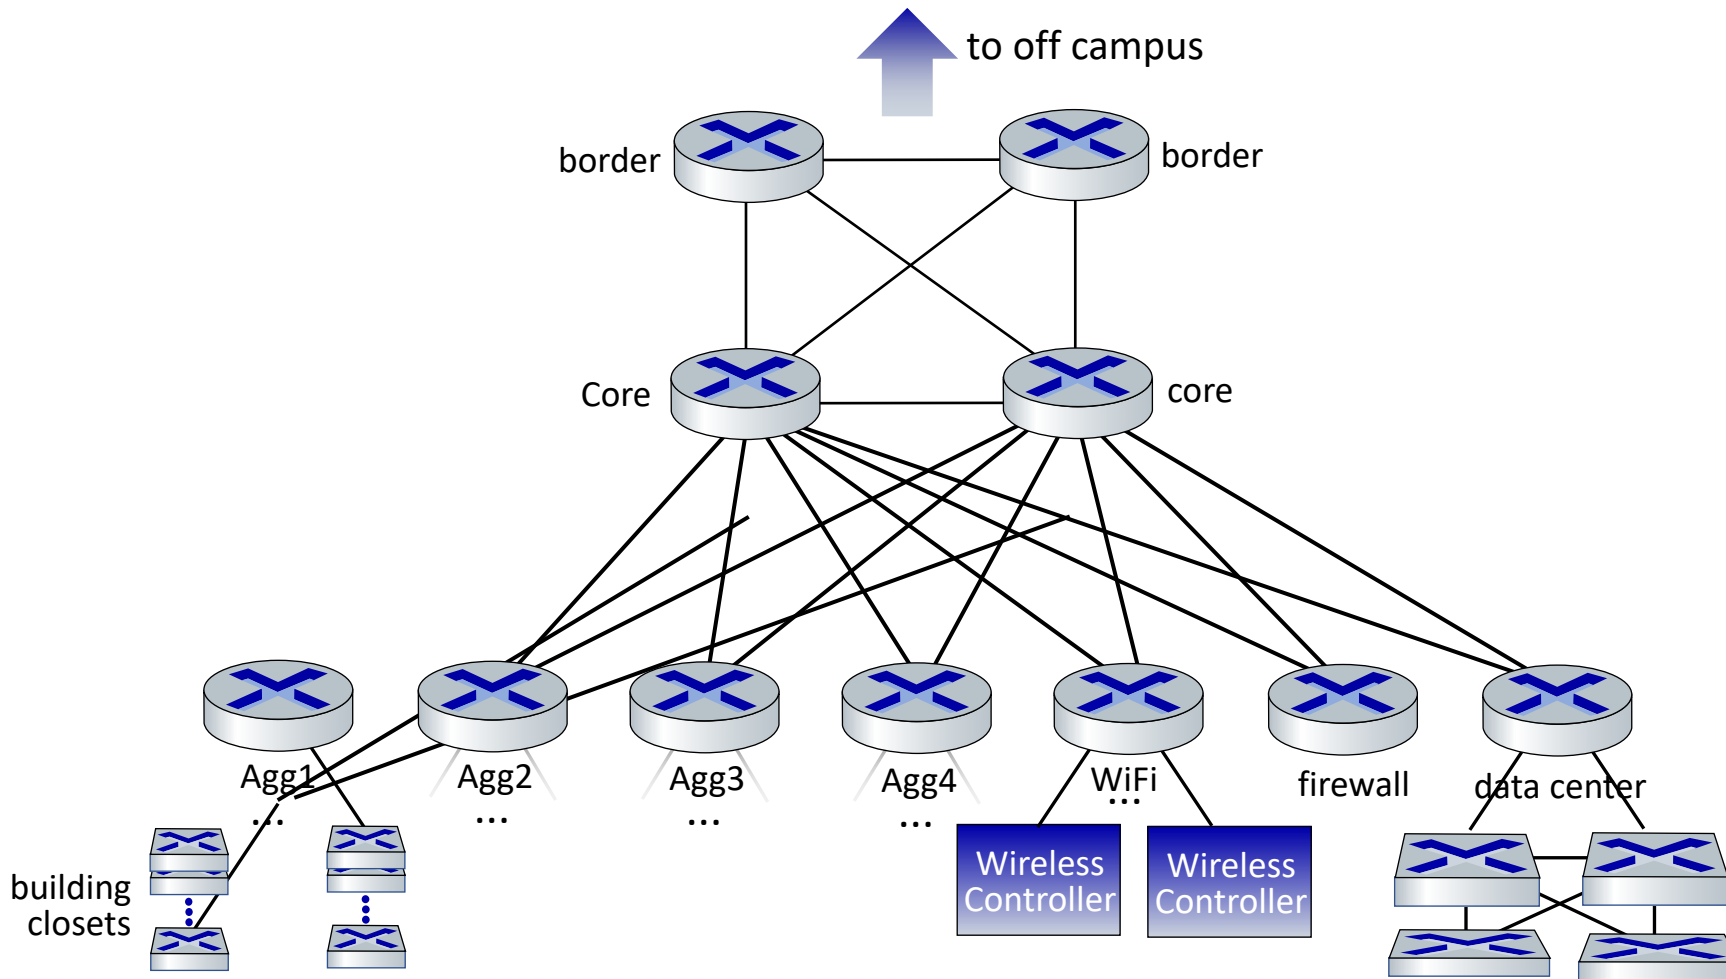 to off campus
border
border
Core
core
Agg1
Agg2
Agg3
Agg4
WiFi
firewall
data center
...
...
...
...
...
building
closets
Wireless
Controller
Wireless
Controller